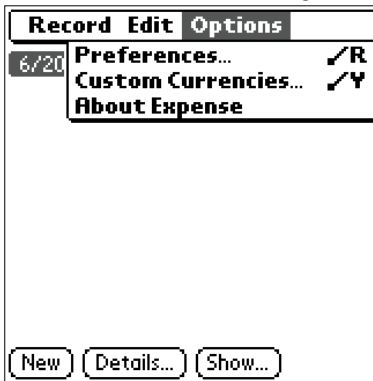 Record Edit Options
6/20
Preferences... ／R
Custom Currencies... ／Y
About Expense
New Details... Show...